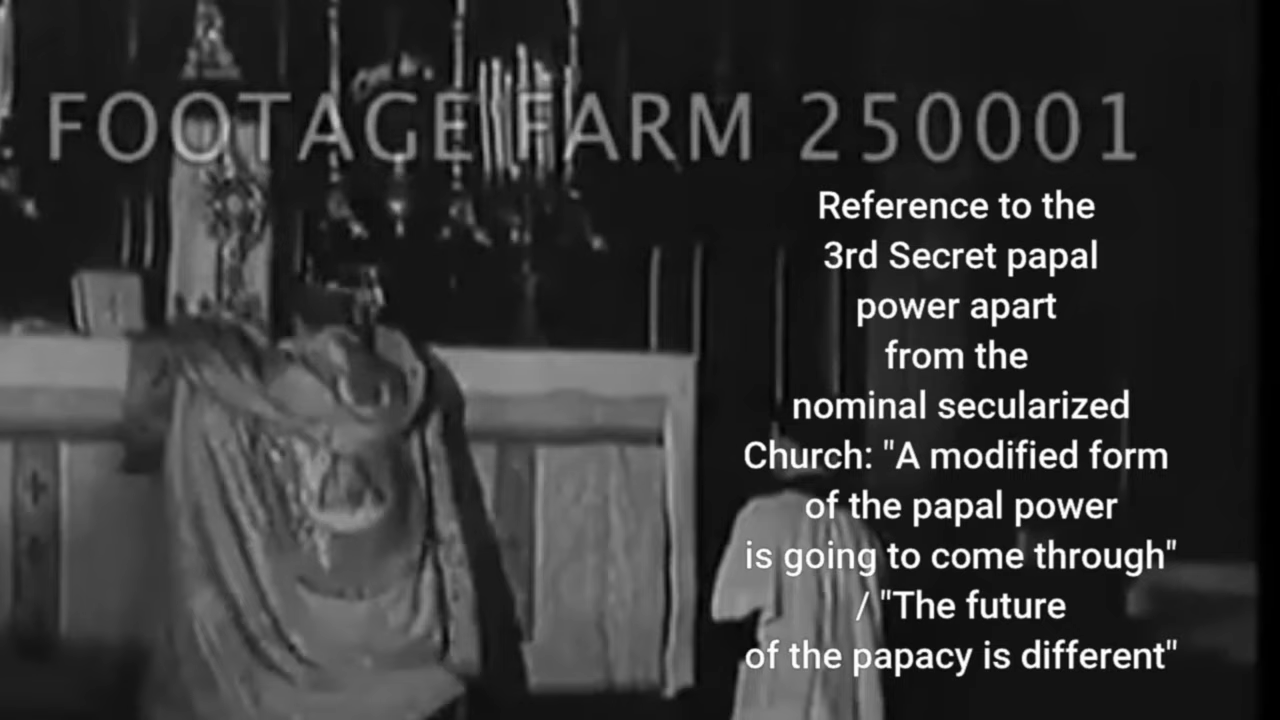 FOOTAGE FARM 250001
Reference to the
3rd Secret papal
power apart
from the
nominal secularized
Church: "A modified form
of the papal power
is going to come through"
/ "The future
of the papacy is different"